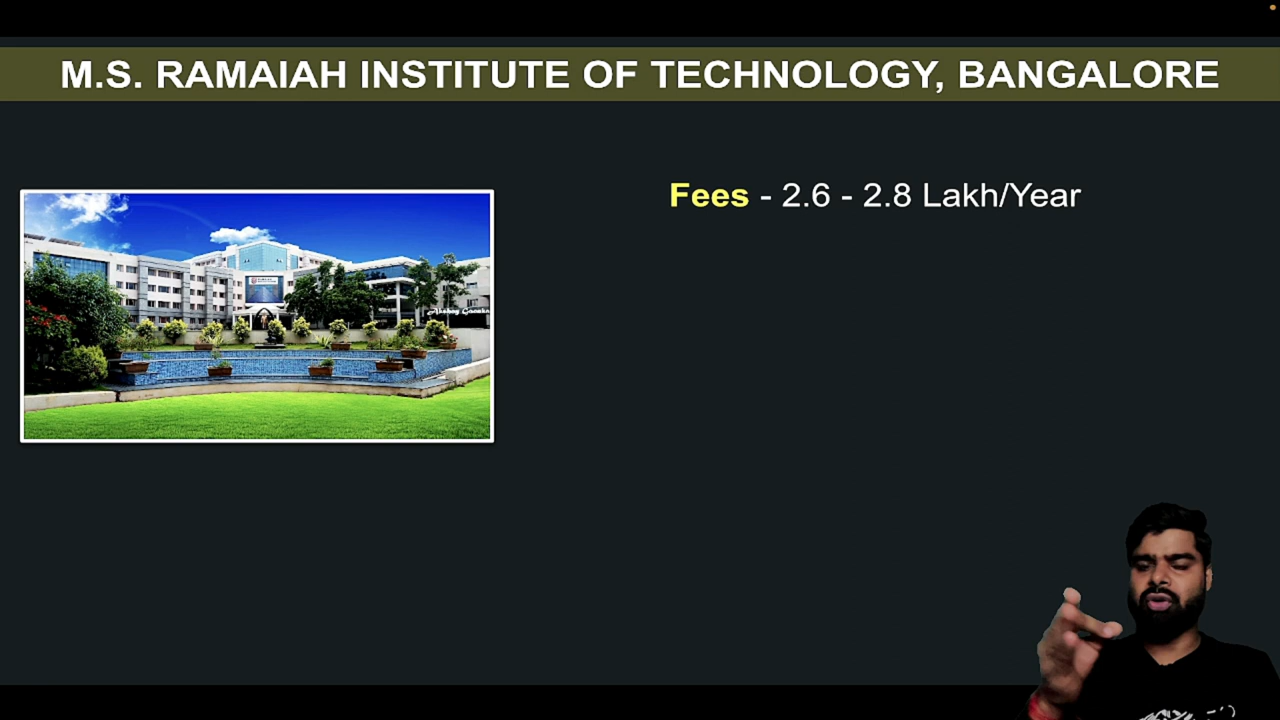 M.S. RAMAIAH INSTITUTE OF TECHNOLOGY, BANGALORE
Fees - 2.6 - 2.8 Lakh/Year